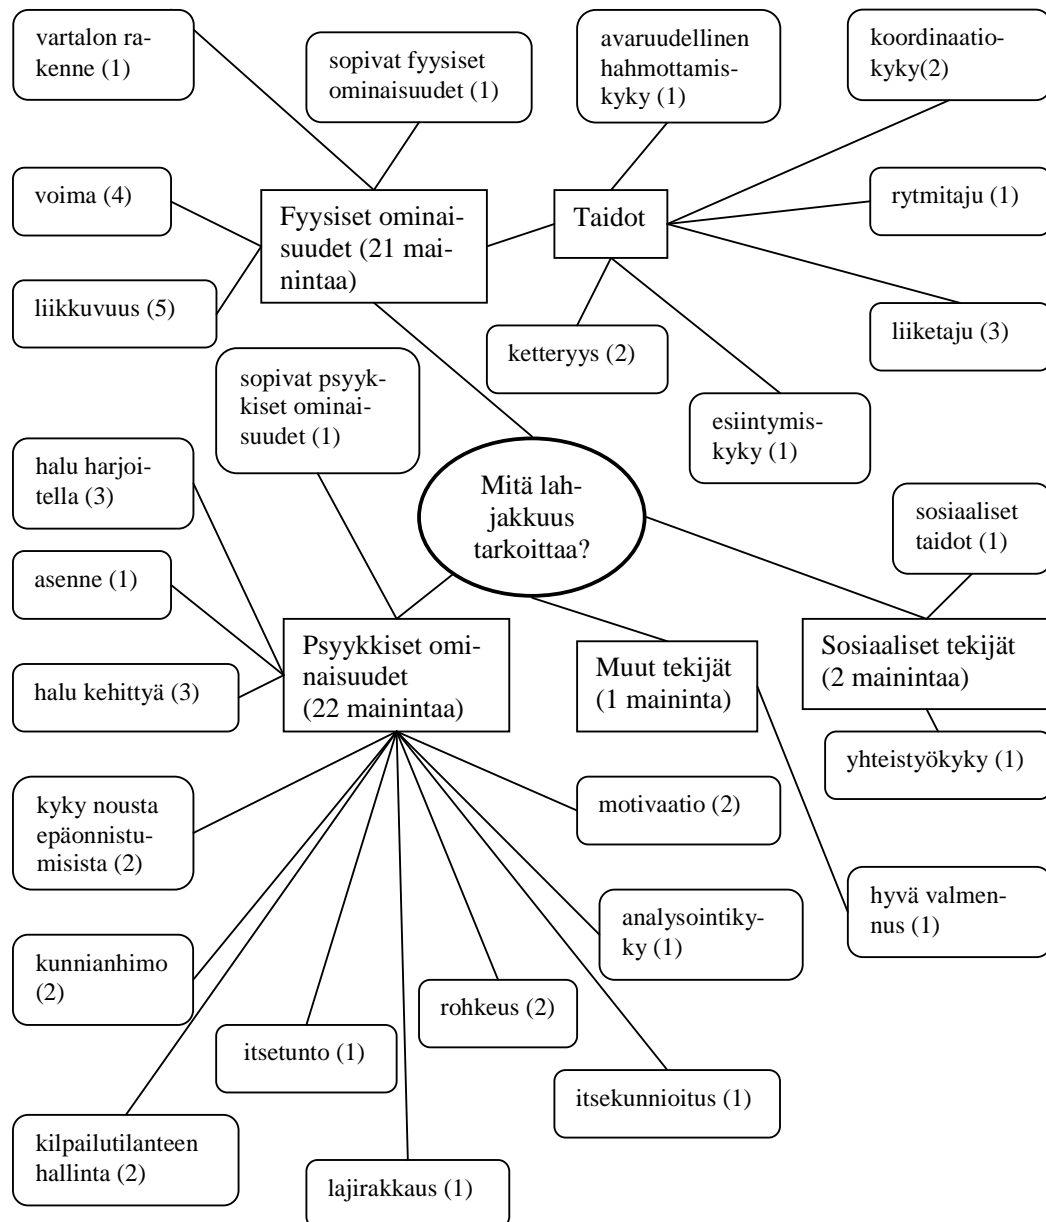 vartalon ra-
kenne (1)
sopivat fyysiset
ominaisuudet (1)
avaruudellinen
hahmottamis-
kyky (1)
koordinaatio-
kyky(2)
voima (4)
Fyysiset ominai-
suudet (21 mai-
nintaa)
Taidot
rytmitaju (1)
liikkuvuus (5)
ketteryys (2)
liiketaju (3)
sopivat psyyk-
kiset ominai-
suudet (1)
esiintymis-
kyky (1)
halu harjoi-
tella (3)
Mitä lah-
jakkuus
tarkoittaa?
sosiaaliset
taidot (1)
asenne (1)
halu kehittyä (3)
Psyykkiset omi-
naisuudet
(22 mainintaa)
Muut tekijät
(1 maininta)
Sosiaaliset tekijät
(2 mainintaa)
yhteistyökyky (1)
kyky nousta
epäonnistu-
misista (2)
motivaatio (2)
analysointiky-
ky (1)
hyvä valmen-
nus (1)
kunnianhimo
(2)
rohkeus (2)
itsetunto (1)
itsekunnioitus (1)
kilpailutilanteen
hallinta (2)
lajirakkaus (1)